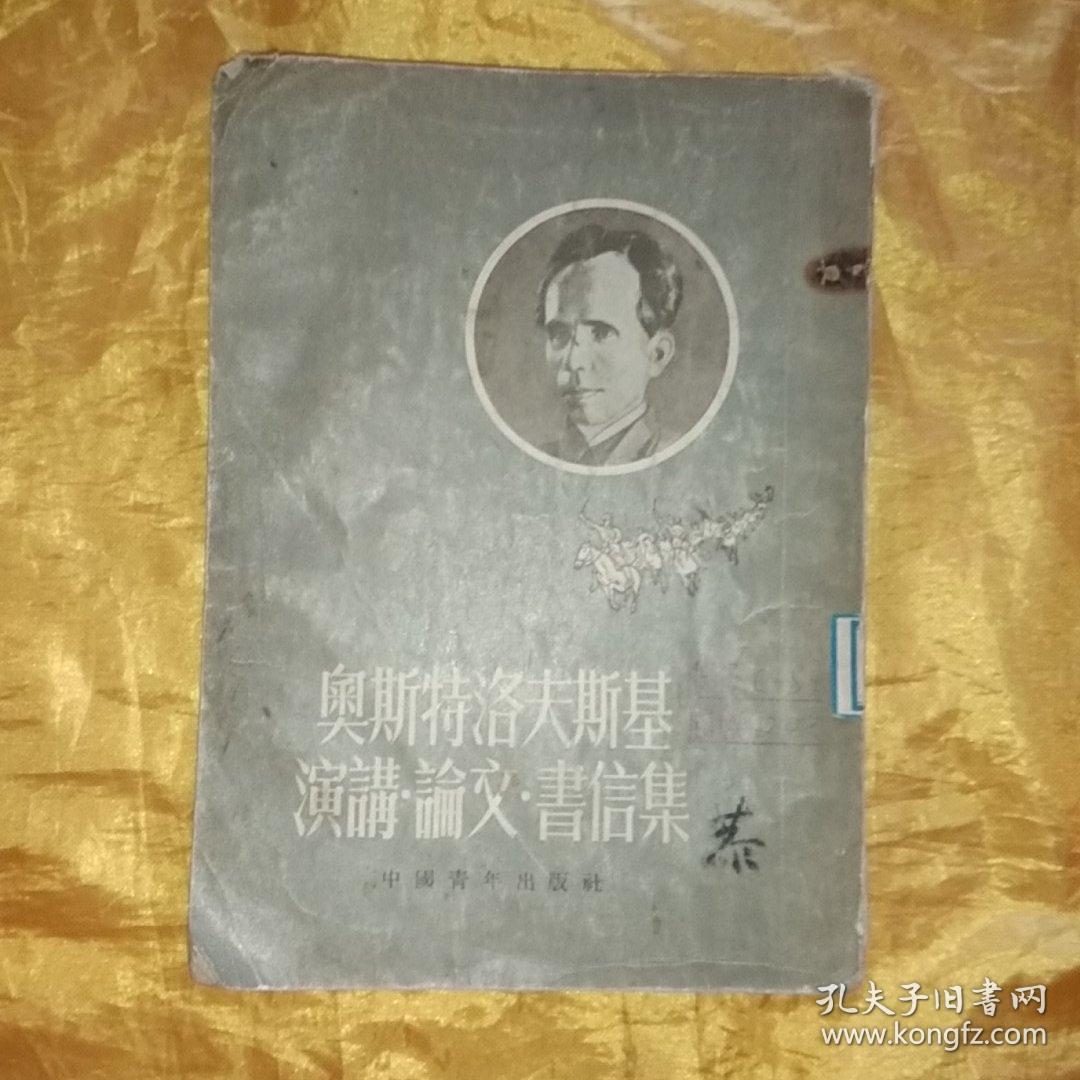 奧斯特洛夫斯基
演講·論文·書信集
中國青年出版社
孔夫子旧書网
www.kongfz.com